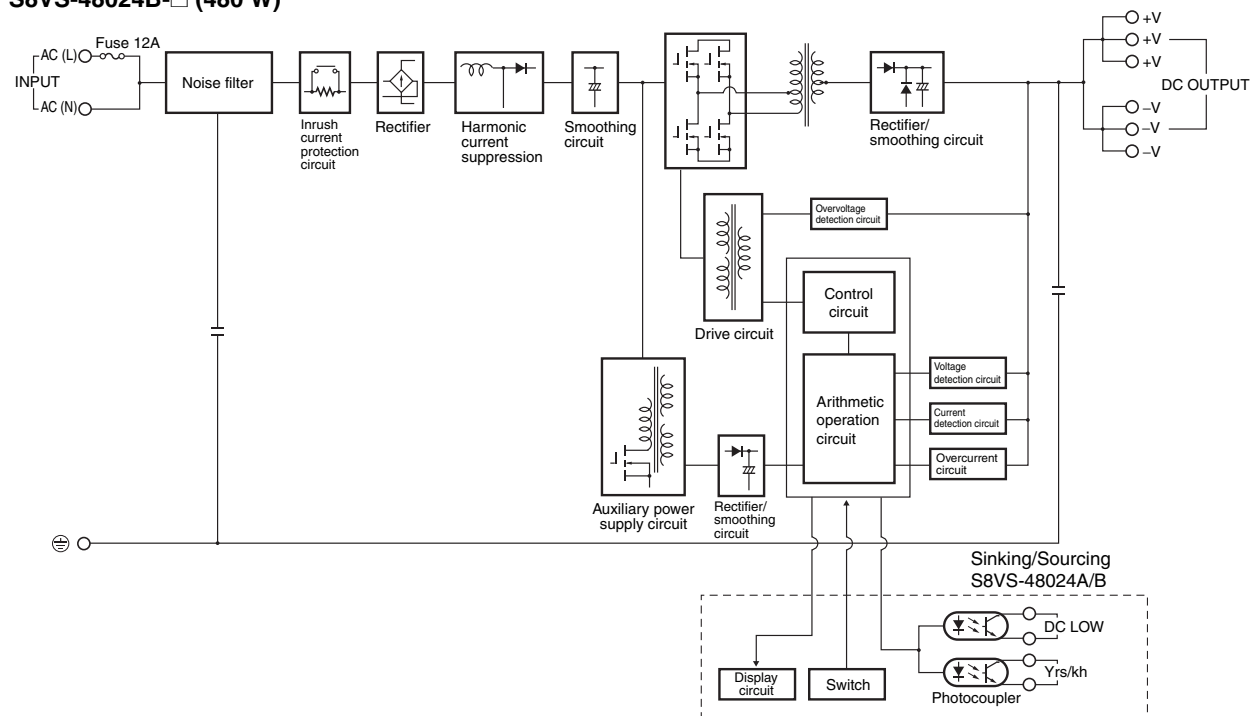 S8VS-48024B-□ (480 W)
AC (L)
Fuse 12A
INPUT
AC (N)
Noise filter
Inrush
current
protection
circuit
Rectifier
Harmonic
current
suppression
Smoothing
circuit
Rectifier/
smoothing circuit
+V
+V
+V
DC OUTPUT
–V
–V
–V
Overvoltage
detection circuit
Drive circuit
Control
circuit
Arithmetic
operation
circuit
Voltage
detection circuit
Current
detection circuit
Overcurrent
circuit
Auxiliary power
supply circuit
Rectifier/
smoothing
circuit
Sinking/Sourcing
S8VS-48024A/B
DC LOW
Yrs/kh
Photocoupler
Display
circuit
Switch